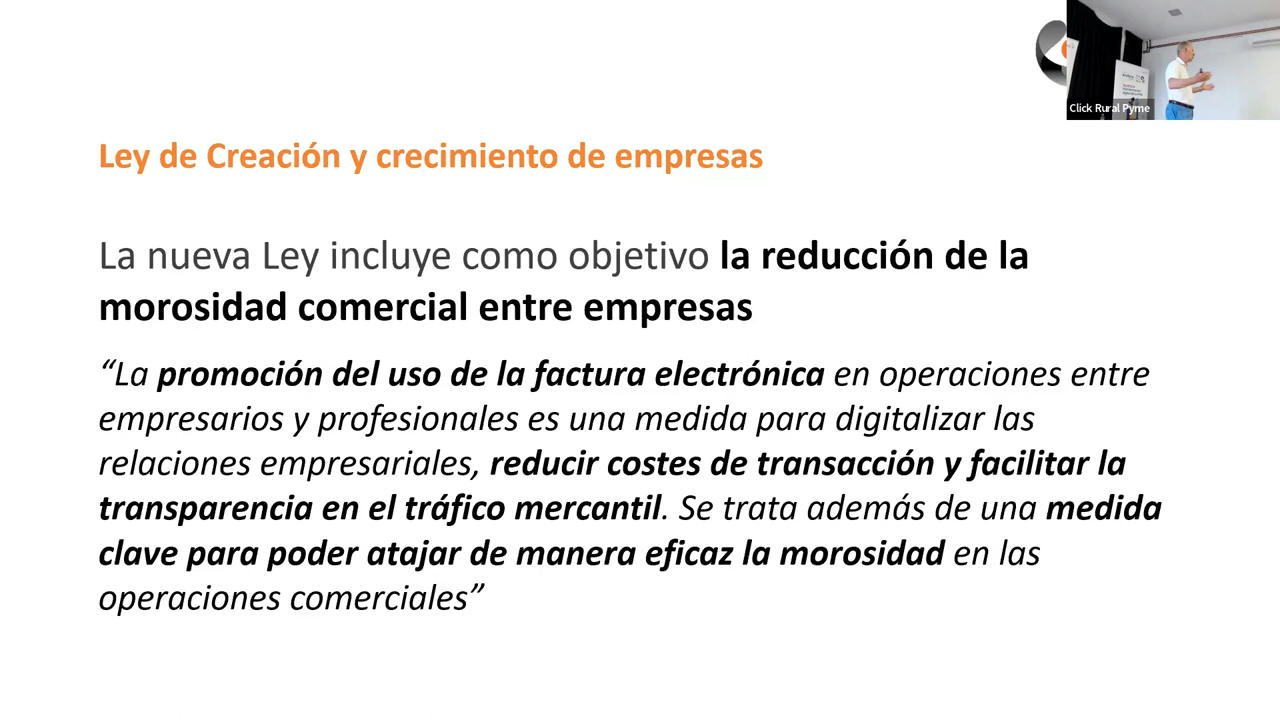 Click Rural Pyme
Ley de Creación y crecimiento de empresas
La nueva Ley incluye como objetivo la reducción de la
morosidad comercial entre empresas
“La promoción del uso de la factura electrónica en operaciones entre
empresarios y profesionales es una medida para digitalizar las
relaciones empresariales, reducir costes de transacción y facilitar la
transparencia en el tráfico mercantil. Se trata además de una medida
clave para poder atajar de manera eficaz la morosidad en las
operaciones comerciales”